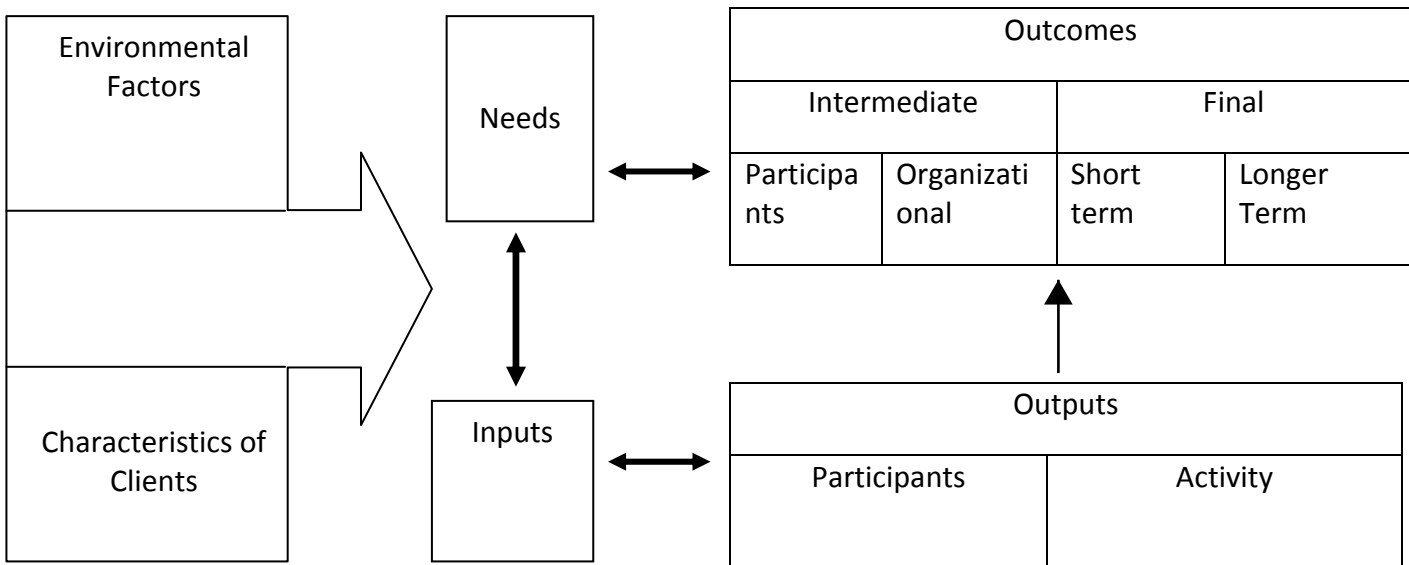 Environmental
Factors
Characteristics of
Clients
Needs
Inputs
Outcomes
Intermediate
Final
Participa
nts
Organizati
onal
Short
term
Longer
Term
Outputs
Participants
Activity